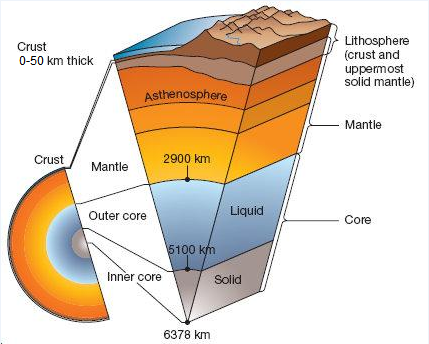 Crust
0-50 km thick
Lithosphere
(crust and
uppermost
solid mantle)
Asthenosphere
Mantle
Crust
Mantle
2900 km
Outer core
Liquid
Core
5100 km
Inner core
Solid
6378 km